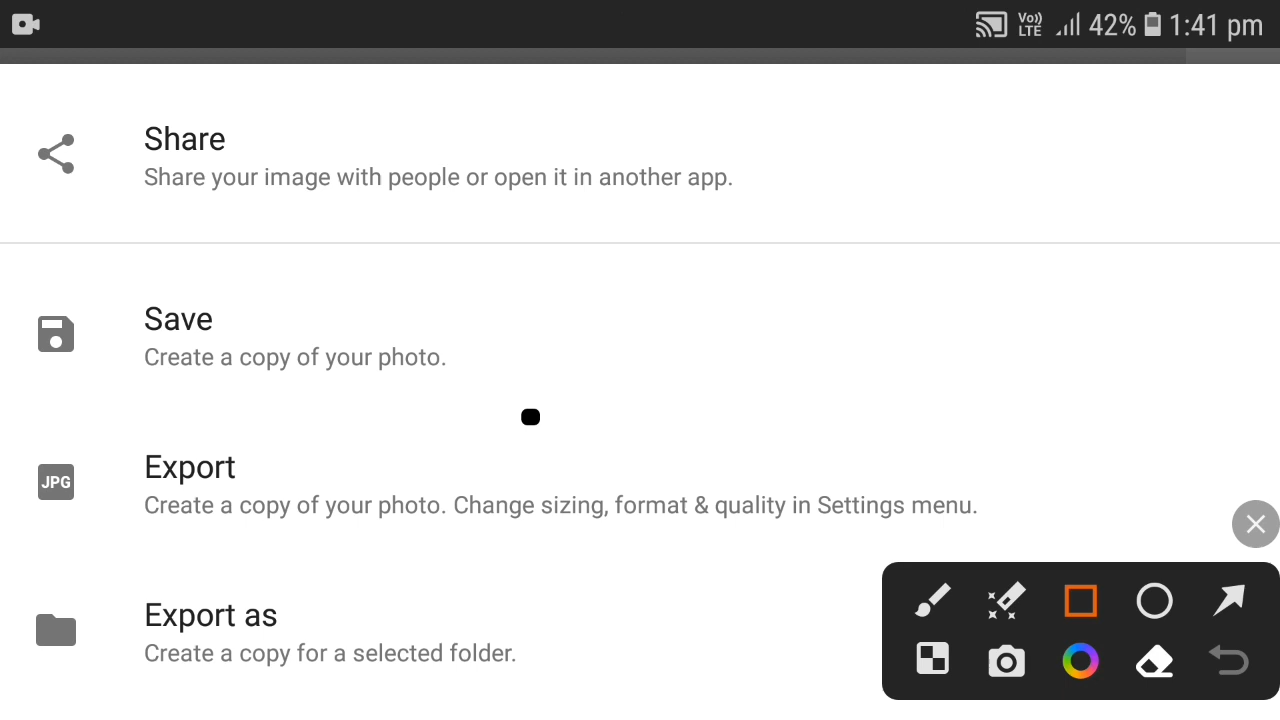 Vo)) LTE 42% 1:41 pm
Share
Share your image with people or open it in another app.
Save
Create a copy of your photo.
JPG
Export
Create a copy of your photo. Change sizing, format & quality in Settings menu.
Export as
Create a copy for a selected folder.